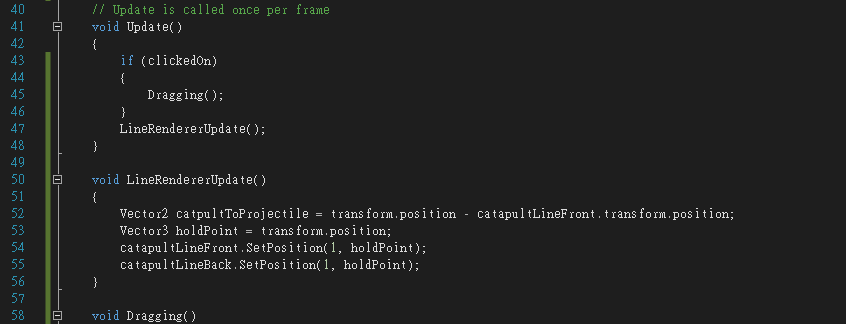 40 // Update is called once per frame
41 void Update()
42 {
43 if (clickedOn)
44 {
45 Dragging();
46 }
47 LineRendererUpdate();
48 }
49
50 void LineRendererUpdate()
51 {
52 Vector2 catpultToProjectile = transform.position - catapultLineFront.transform.position;
53 Vector3 holdPoint = transform.position;
54 catapultLineFront.SetPosition(1, holdPoint);
55 catapultLineBack.SetPosition(1, holdPoint);
56 }
57
58 void Dragging()